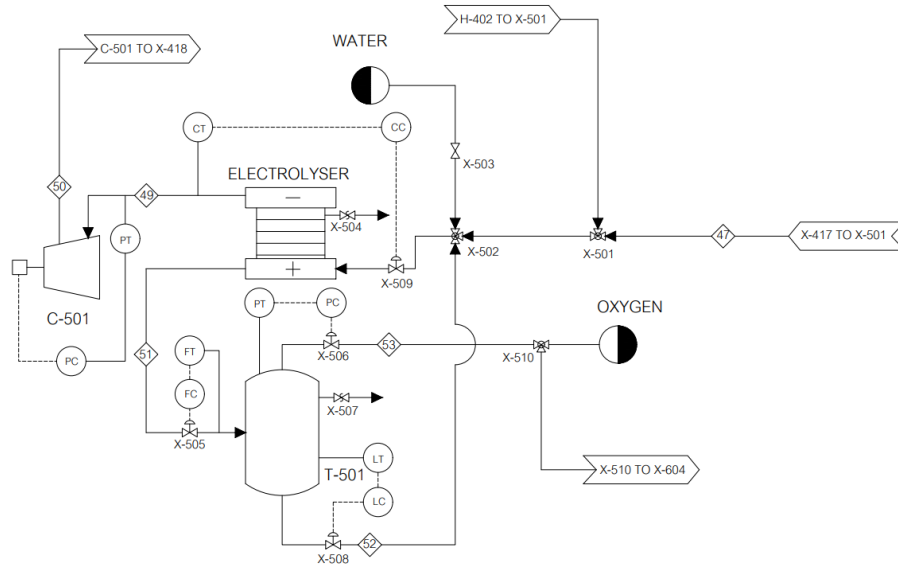 H-402 TO X-501
C-501 TO X-418
WATER
CT
CC
X-503
ELECTROLYSER
50
49
−
X-504
47
X-417 TO X-501
PT
X-502
X-501
+
X-509
C-501
PT
PC
OXYGEN
51
FT
X-506
53
X-510
PC
FC
X-507
X-505
T-501
LT
X-510 TO X-604
LC
X-508
52